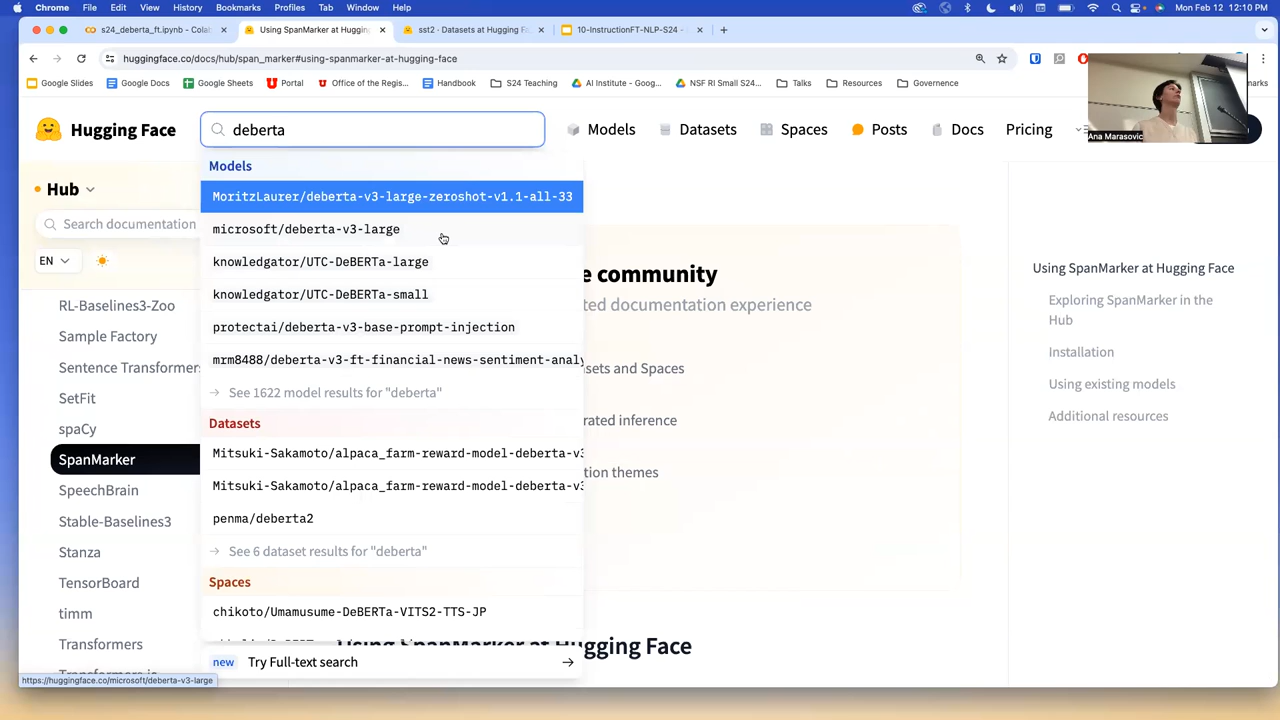 Chrome File Edit View History Bookmarks Profiles Tab Window Help Mon Feb 12 12:10 PM
s24_deberta_ft.ipynb - Colab
Using SpanMarker at Hugging
sst2 · Datasets at Hugging Fa
10-InstructionFT-NLP-S24 -
huggingface.co/docs/hub/span_marker#using-spanmarker-at-hugging-face
Google Slides Google Docs Google Sheets Portal Office of the Regis... Handbook S24 Teaching AI Institute - Goog... NSF RI Small S24... Talks Resources Governence
Ana Marasovic
Hugging Face
deberta
Models Datasets Spaces Posts Docs Pricing
Hub
Search documentation
EN
RL-Baselines3-Zoo
Sample Factory
Sentence Transformers
SetFit
spaCy
SpanMarker
SpeechBrain
Stable-Baselines3
Stanza
TensorBoard
timm
Transformers
Models
MoritzLaurer/deberta-v3-large-zeroshot-v1.1-all-33
microsoft/deberta-v3-large
knowledgator/UTC-DeBERTa-large
knowledgator/UTC-DeBERTa-small
protectai/deberta-v3-base-prompt-injection
mrm8488/deberta-v3-ft-financial-news-sentiment-analy
See 1622 model results for "deberta"
Datasets
Mitsuki-Sakamoto/alpaca_farm-reward-model-deberta-v3
Mitsuki-Sakamoto/alpaca_farm-reward-model-deberta-v3
penma/deberta2
See 6 dataset results for "deberta"
Spaces
chikoto/Umamusume-DeBERTa-VITS2-TTS-JP
new Try Full-text search
e community
ted documentation experience
sets and Spaces
rated inference
tion themes
Using SpanMarker at Hugging Face
Using SpanMarker at Hugging Face
Exploring SpanMarker in the
Hub
Installation
Using existing models
Additional resources
https://huggingface.co/microsoft/deberta-v3-large